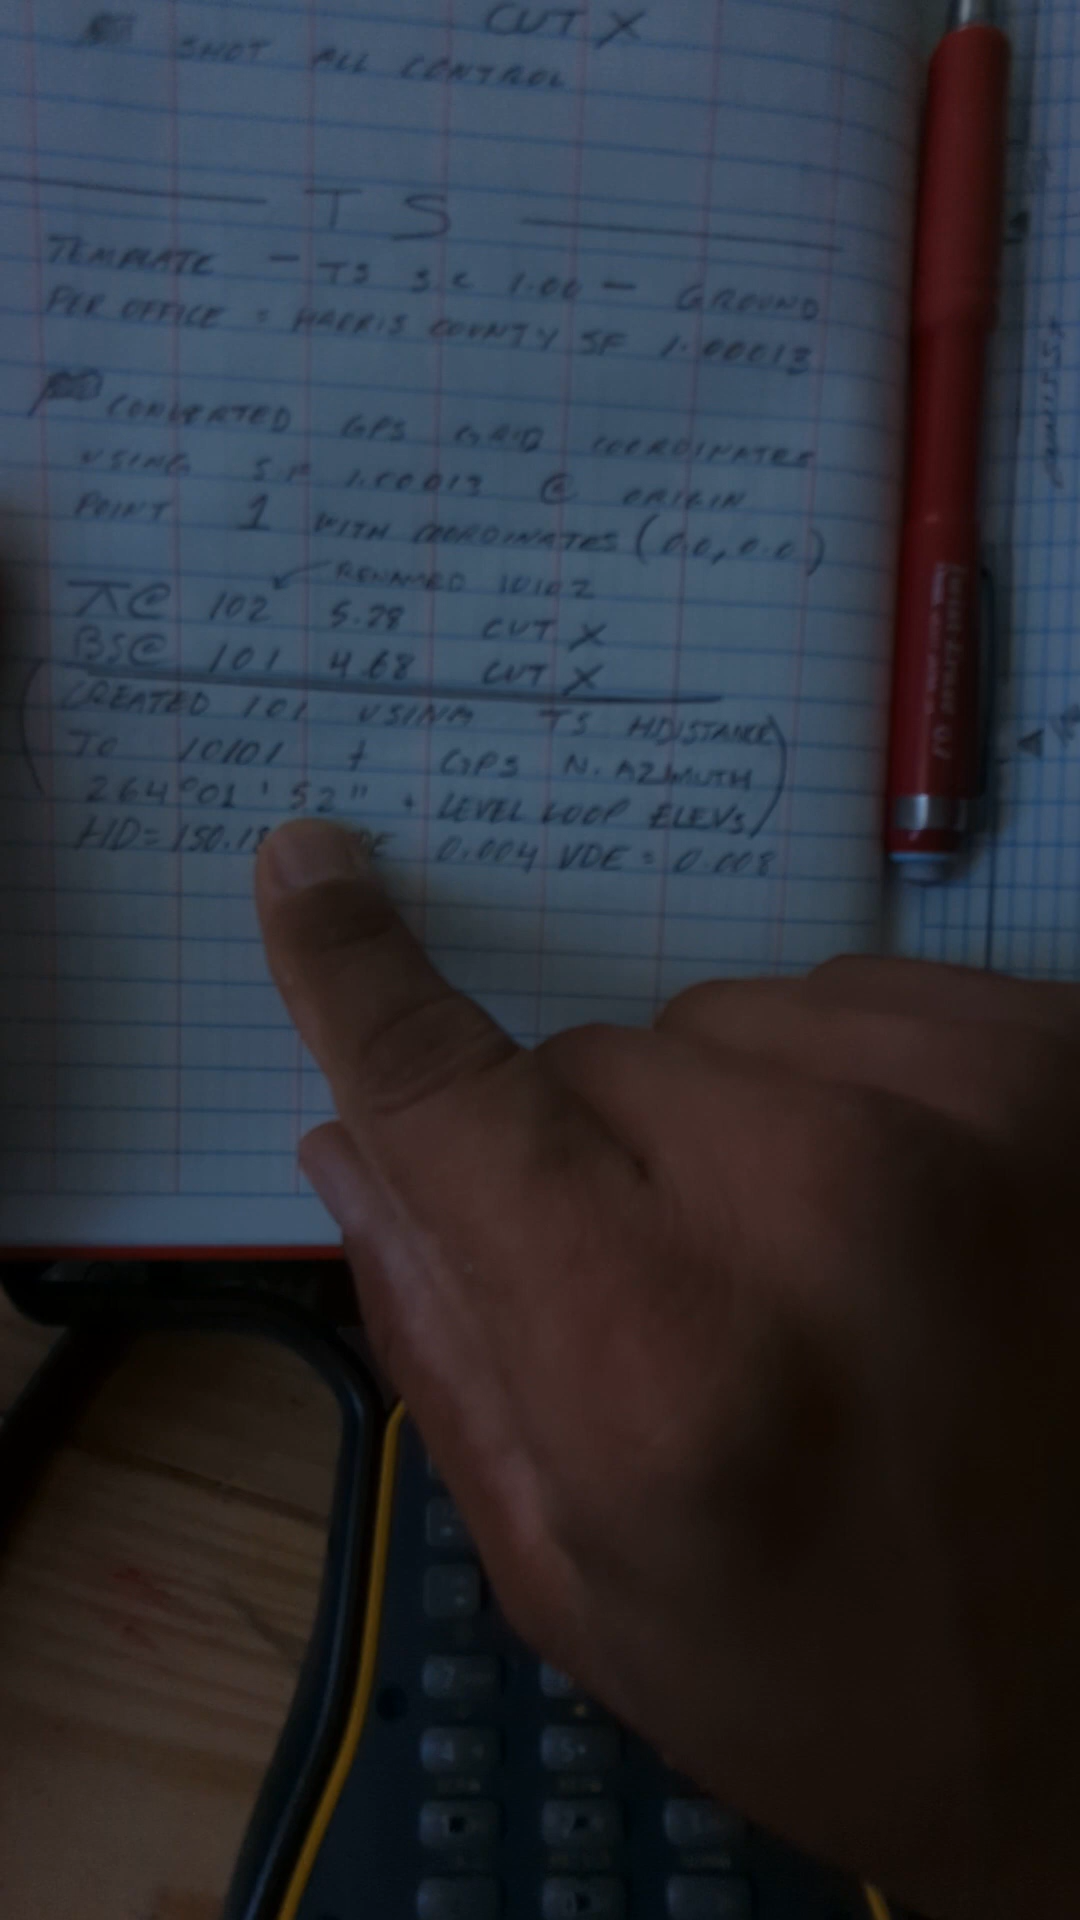 CUT X
SHOT ALL CONTROL
TS
TEMPLATE - TS SC 1.00 - GROUND
PER OFFICE = HARRIS COUNTY SF 1.00013
CONVERTED GPS GRID COORDINATES
USING S.F 1.00013 @ ORIGIN
POINT 1 WITH COORDINATES (0.0, 0.0)
RENAMED 10102
⊼@ 102 5.28 CUT X
BS@ 101 4.68 CUT X
(CREATED 101 USING TS HDISTANCE
TO 10101 + GPS N. AZIMUTH
264°01'52" + LEVEL LOOP ELEVS)
HD= 150.18 DE 0.004 VDE = 0.008